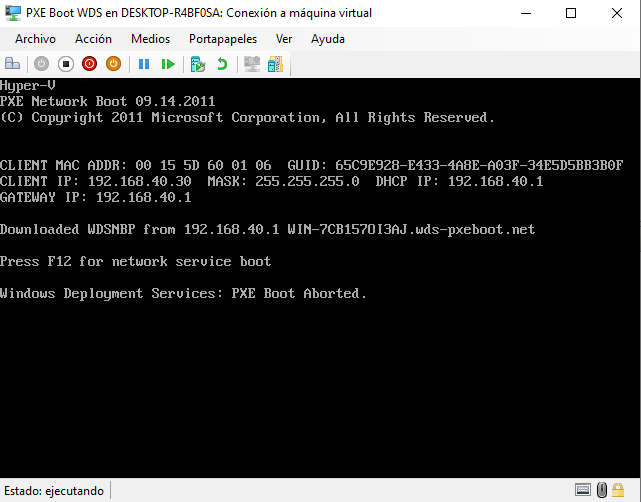 PXE Boot WDS en DESKTOP-R4BF0SA: Conexión a máquina virtual
Archivo Acción Medios Portapapeles Ver Ayuda
Hyper-V
PXE Network Boot 09.14.2011
(C) Copyright 2011 Microsoft Corporation, All Rights Reserved.
CLIENT MAC ADDR: 00 15 5D 60 01 06 GUID: 65C9E928-E433-4A8E-A03F-34E5D5BB3B0F
CLIENT IP: 192.168.40.30 MASK: 255.255.255.0 DHCP IP: 192.168.40.1
GATEWAY IP: 192.168.40.1
Downloaded WDSNBP from 192.168.40.1 WIN-7CB157OI3AJ.wds-pxeboot.net
Press F12 for network service boot
Windows Deployment Services: PXE Boot Aborted.
Estado: ejecutando